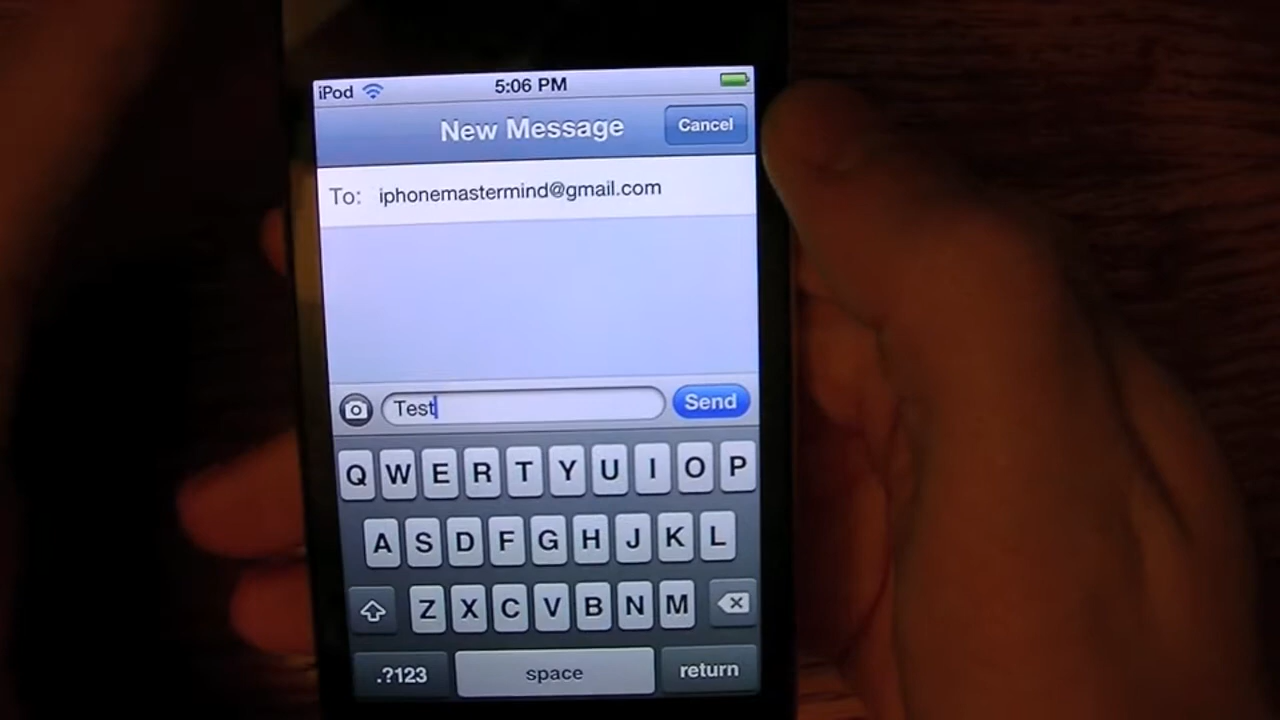 iPod 5:06 PM
New Message Cancel
To: iphonemastermind@gmail.com
Test Send
Q W E R T Y U I O P
A S D F G H J K L
Z X C V B N M
.?123 space return